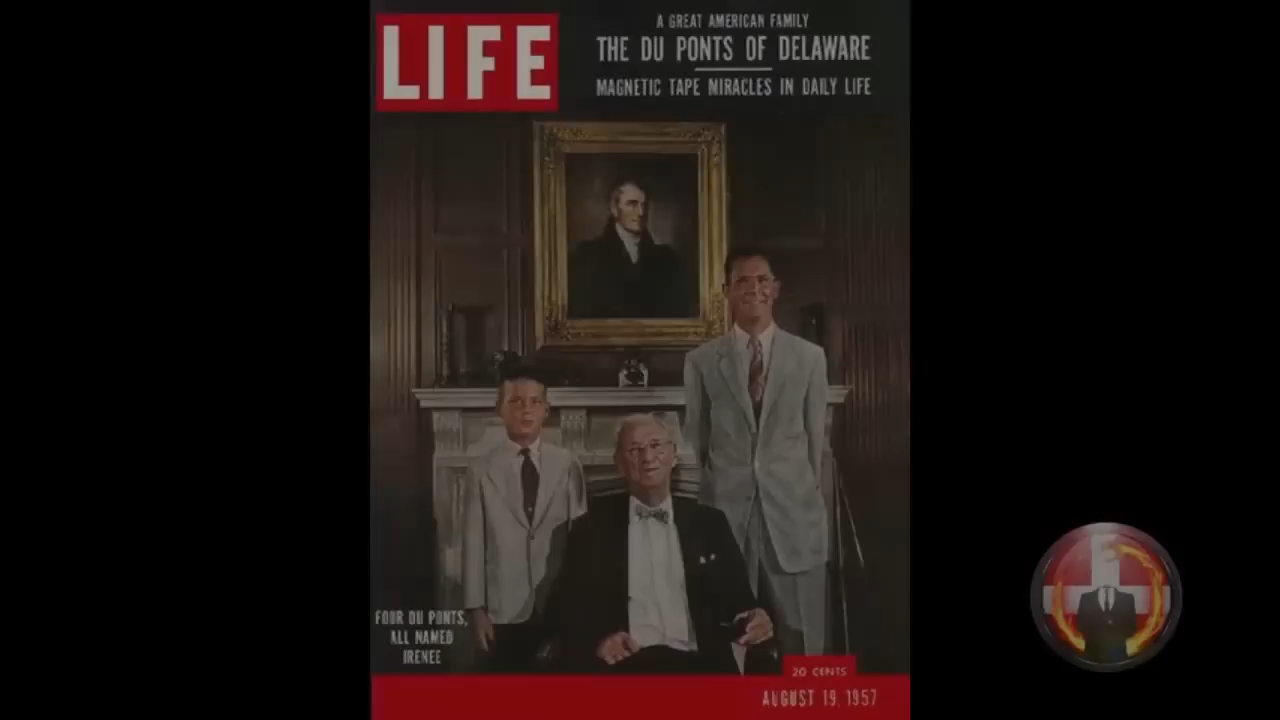 LIFE
A GREAT AMERICAN FAMILY
THE DU PONTS OF DELAWARE
MAGNETIC TAPE MIRACLES IN DAILY LIFE
FOUR DU PONTS,
ALL NAMED
IRENEE
20 CENTS
AUGUST 19, 1957